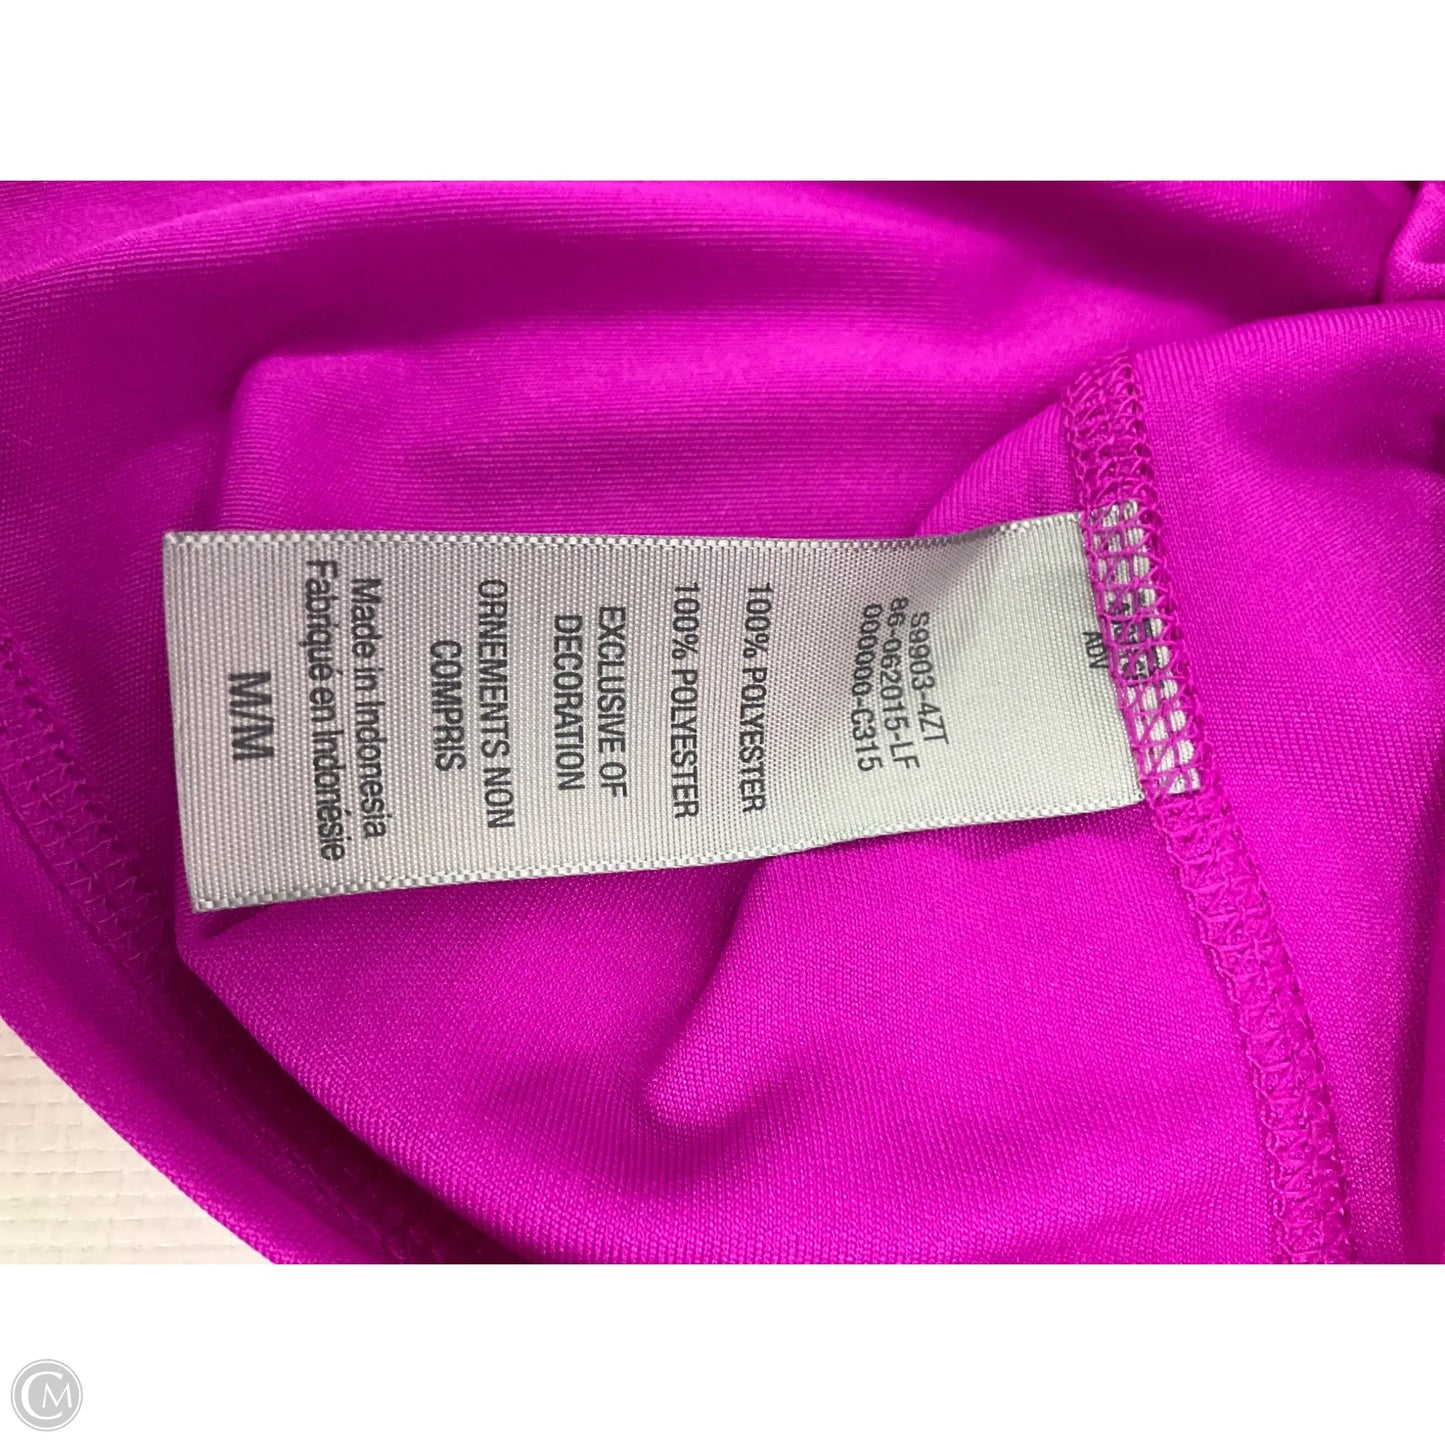 ADV
S9903-4ZT
86-062015-LF
000000-C315
100% POLYESTER
100% POLYESTER
EXCLUSIVE OF
DECORATION
ORNEMENTS NON
COMPRIS
Made in Indonesia
Fabriqué en Indonésie
M/M
CM